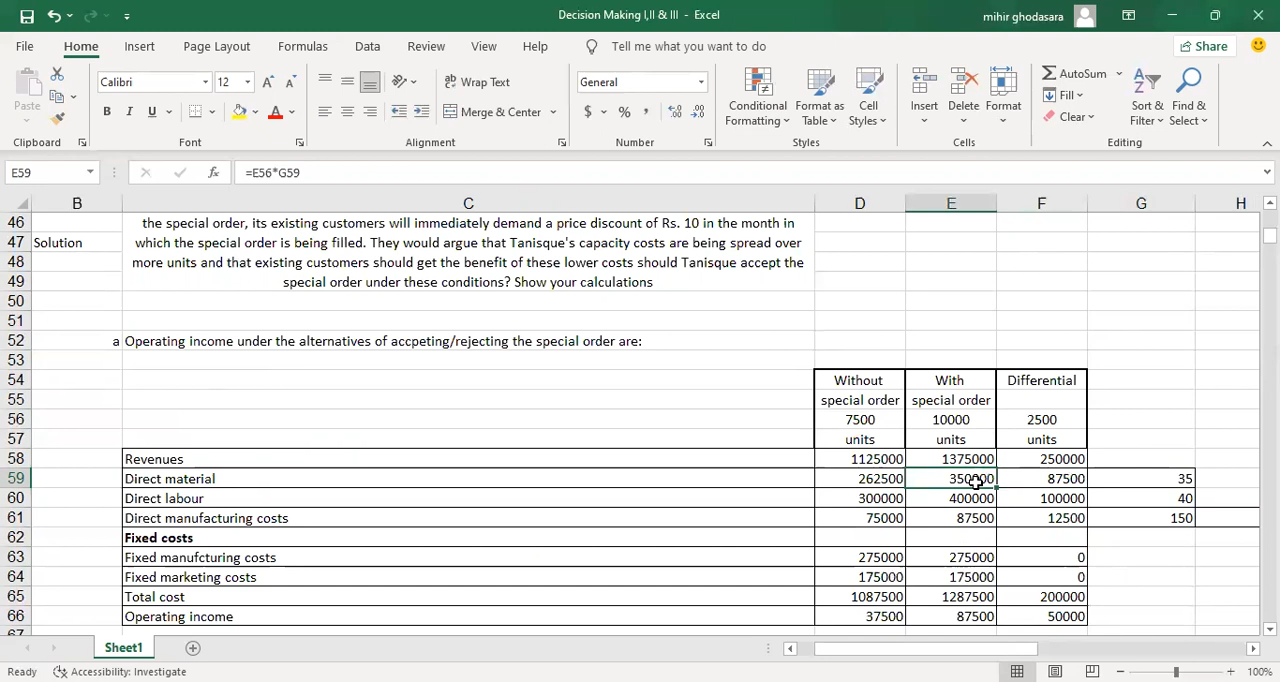 Decision Making I,II & III - Excel
mihir ghodasara
File Home Insert Page Layout Formulas Data Review View Help Tell me what you want to do Share
Calibri 12 Wrap Text General AutoSum
Paste Conditional Format as Cell Insert Delete Format Fill Sort & Find &
B I U A Merge & Center $ % , Formatting Table Styles Clear Filter Select
Clipboard Font Alignment Number Styles Cells Editing
E59 fx =E56*G59
B C D E F G H
46 the special order, its existing customers will immediately demand a price discount of Rs. 10 in the month in
47 Solution which the special order is being filled. They would argue that Tanisque's capacity costs are being spread over
48 more units and that existing customers should get the benefit of these lower costs should Tanisque accept the
49 special order under these conditions? Show your calculations
50
51
52 a Operating income under the alternatives of accpeting/rejecting the special order are:
53
54 Without With Differential
55 special order special order
56 7500 10000 2500
57 units units units
58 Revenues 1125000 1375000 250000
59 Direct material 262500 350000 87500 35
60 Direct labour 300000 400000 100000 40
61 Direct manufacturing costs 75000 87500 12500 150
62 Fixed costs
63 Fixed manufcturing costs 275000 275000 0
64 Fixed marketing costs 175000 175000 0
65 Total cost 1087500 1287500 200000
66 Operating income 37500 87500 50000
67
Sheet1
Ready Accessibility: Investigate 100%